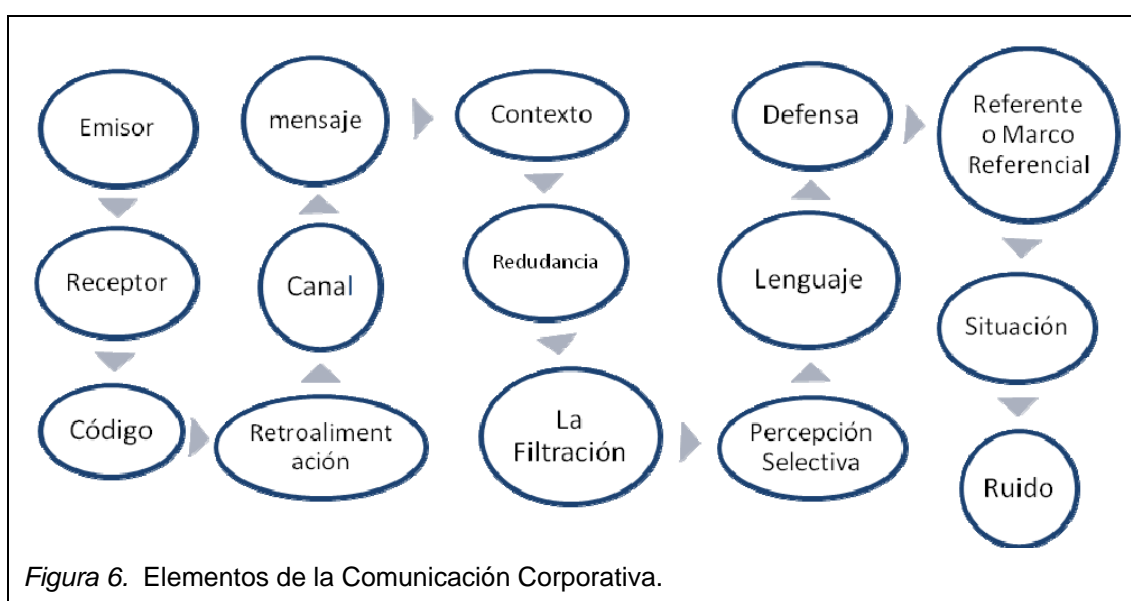 Emisor
Receptor
Código
Retroaliment
ación
Canal
mensaje
Contexto
Redudancia
La
Filtración
Percepción
Selectiva
Lenguaje
Defensa
Referente
o Marco
Referencial
Situación
Ruido
Figura 6. Elementos de la Comunicación Corporativa.